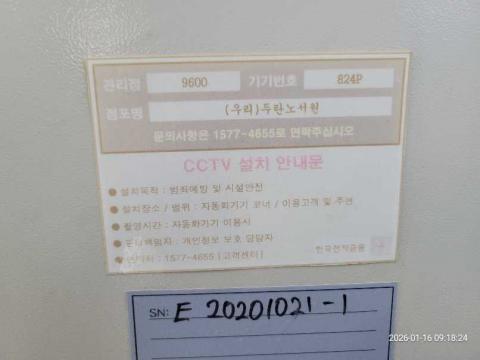 관리점 9600 기기번호 824P
점포명 (우리)두탄노서원
문의사항은 1577-4655로 연락주십시오
CCTV 설치 안내문
● 설치목적 : 범죄예방 및 시설안전
● 설치장소 / 범위 : 자동화기기 코너 / 이용고객 및 주변
● 촬영시간 : 자동화기기 이용시
● 관리책임자 : 개인정보 보호 담당자
● 연락처 : 1577-4655 [고객센터]
한국전자금융
SN: E 20201021-1
2026-01-16 09:18:24